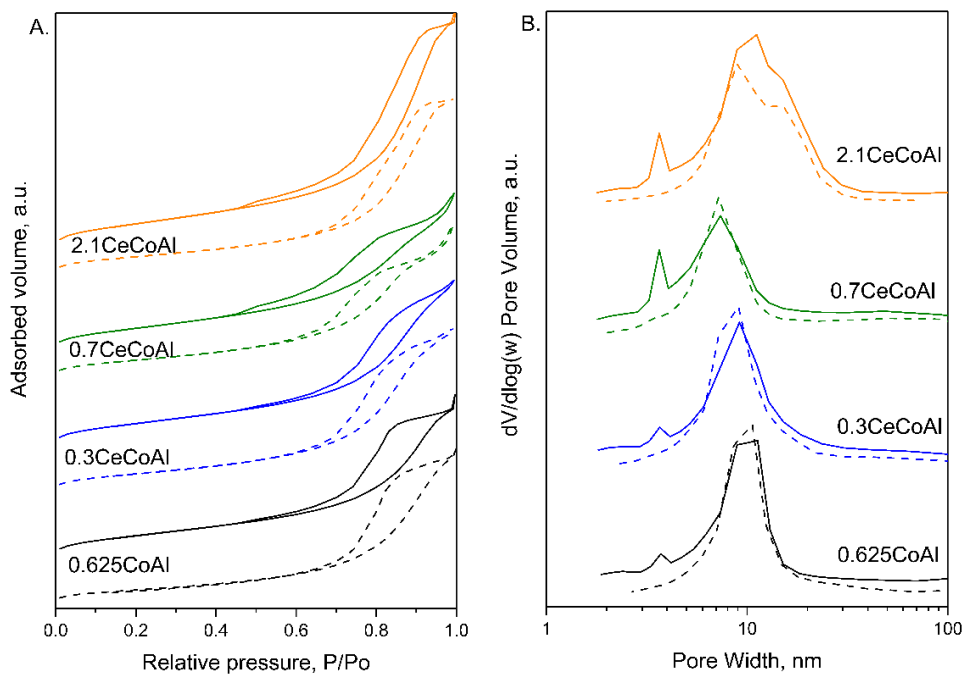 A.
Adsorbed volume, a.u.
2.1CeCoAl
0.7CeCoAl
0.3CeCoAl
0.625CoAl
0.0 0.2 0.4 0.6 0.8 1.0
Relative pressure, P/Po
B.
dV/dlog(w) Pore Volume, a.u.
2.1CeCoAl
0.7CeCoAl
0.3CeCoAl
0.625CoAl
1 10 100
Pore Width, nm